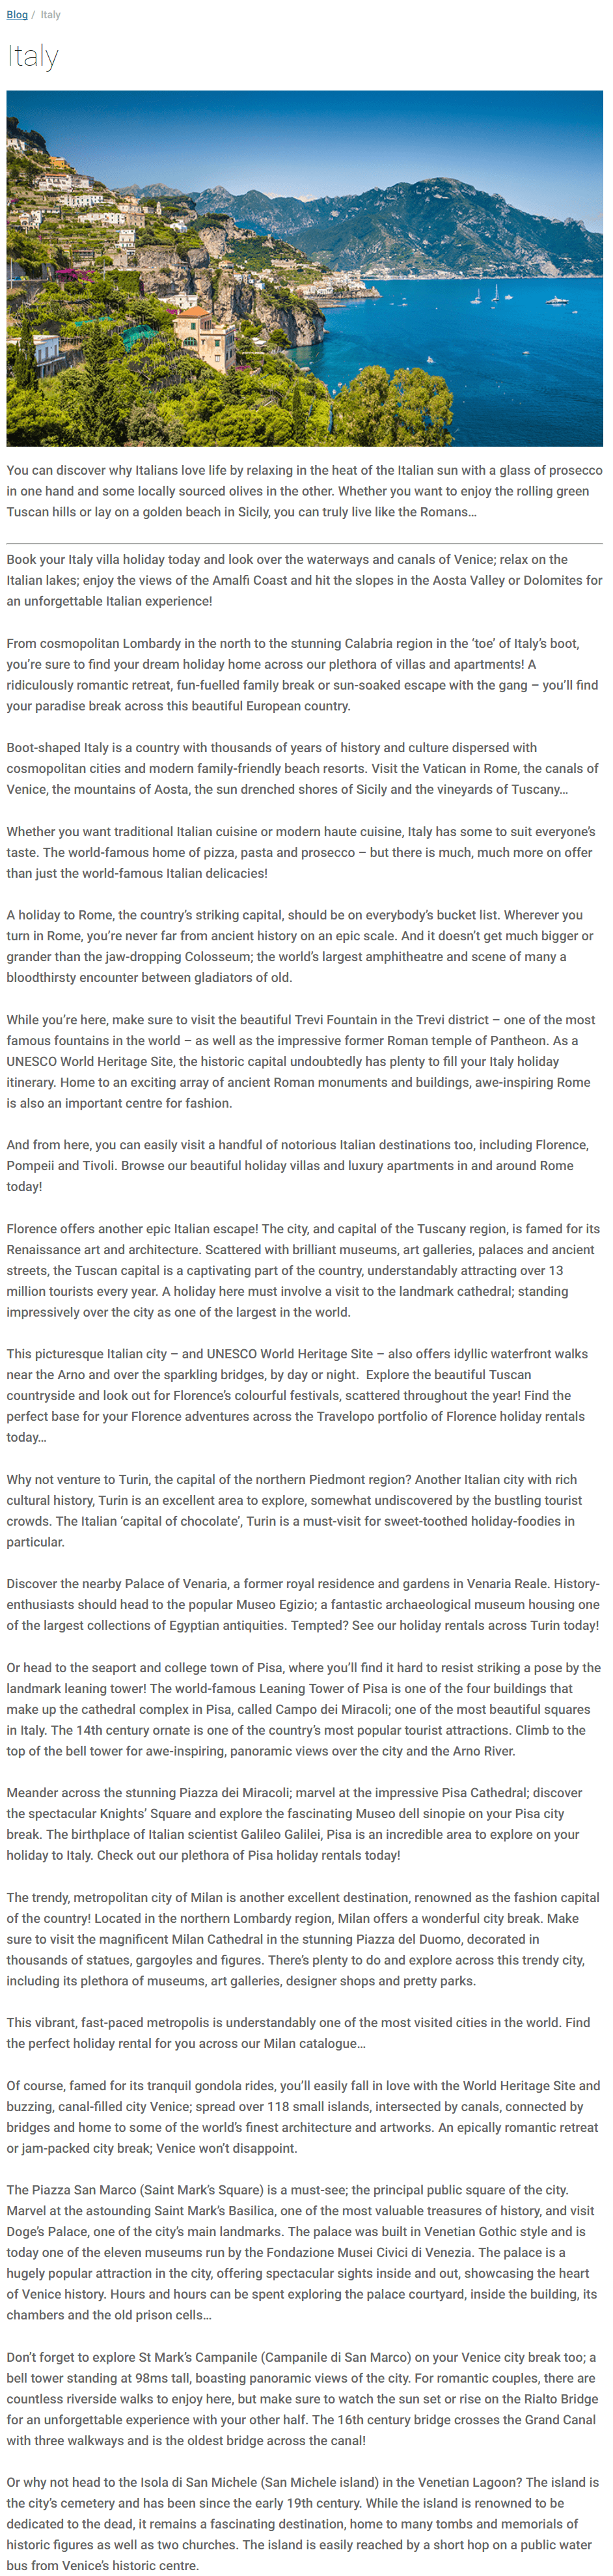 Blog / Italy
Italy
You can discover why Italians love life by relaxing in the heat of the Italian sun with a glass of prosecco
in one hand and some locally sourced olives in the other. Whether you want to enjoy the rolling green
Tuscan hills or lay on a golden beach in Sicily, you can truly live like the Romans...
Book your Italy villa holiday today and look over the waterways and canals of Venice; relax on the
Italian lakes; enjoy the views of the Amalfi Coast and hit the slopes in the Aosta Valley or Dolomites for
an unforgettable Italian experience!
From cosmopolitan Lombardy in the north to the stunning Calabria region in the ‘toe’ of Italy’s boot,
you’re sure to find your dream holiday home across our plethora of villas and apartments! A
ridiculously romantic retreat, fun-fuelled family break or sun-soaked escape with the gang – you’ll find
your paradise break across this beautiful European country.
Boot-shaped Italy is a country with thousands of years of history and culture dispersed with
cosmopolitan cities and modern family-friendly beach resorts. Visit the Vatican in Rome, the canals of
Venice, the mountains of Aosta, the sun drenched shores of Sicily and the vineyards of Tuscany...
Whether you want traditional Italian cuisine or modern haute cuisine, Italy has some to suit everyone’s
taste. The world-famous home of pizza, pasta and prosecco – but there is much, much more on offer
than just the world-famous Italian delicacies!
A holiday to Rome, the country’s striking capital, should be on everybody’s bucket list. Wherever you
turn in Rome, you’re never far from ancient history on an epic scale. And it doesn’t get much bigger or
grander than the jaw-dropping Colosseum; the world’s largest amphitheatre and scene of many a
bloodthirsty encounter between gladiators of old.
While you’re here, make sure to visit the beautiful Trevi Fountain in the Trevi district – one of the most
famous fountains in the world – as well as the impressive former Roman temple of Pantheon. As a
UNESCO World Heritage Site, the historic capital undoubtedly has plenty to fill your Italy holiday
itinerary. Home to an exciting array of ancient Roman monuments and buildings, awe-inspiring Rome
is also an important centre for fashion.
And from here, you can easily visit a handful of notorious Italian destinations too, including Florence,
Pompeii and Tivoli. Browse our beautiful holiday villas and luxury apartments in and around Rome
today!
Florence offers another epic Italian escape! The city, and capital of the Tuscany region, is famed for its
Renaissance art and architecture. Scattered with brilliant museums, art galleries, palaces and ancient
streets, the Tuscan capital is a captivating part of the country, understandably attracting over 13
million tourists every year. A holiday here must involve a visit to the landmark cathedral; standing
impressively over the city as one of the largest in the world.
This picturesque Italian city – and UNESCO World Heritage Site – also offers idyllic waterfront walks
near the Arno and over the sparkling bridges, by day or night. Explore the beautiful Tuscan
countryside and look out for Florence’s colourful festivals, scattered throughout the year! Find the
perfect base for your Florence adventures across the Travelopo portfolio of Florence holiday rentals
today...
Why not venture to Turin, the capital of the northern Piedmont region? Another Italian city with rich
cultural history, Turin is an excellent area to explore, somewhat undiscovered by the bustling tourist
crowds. The Italian ‘capital of chocolate’, Turin is a must-visit for sweet-toothed holiday-foodies in
particular.
Discover the nearby Palace of Venaria, a former royal residence and gardens in Venaria Reale. History-
enthusiasts should head to the popular Museo Egizio; a fantastic archaeological museum housing one
of the largest collections of Egyptian antiquities. Tempted? See our holiday rentals across Turin today!
Or head to the seaport and college town of Pisa, where you’ll find it hard to resist striking a pose by the
landmark leaning tower! The world-famous Leaning Tower of Pisa is one of the four buildings that
make up the cathedral complex in Pisa, called Campo dei Miracoli; one of the most beautiful squares
in Italy. The 14th century ornate is one of the country’s most popular tourist attractions. Climb to the
top of the bell tower for awe-inspiring, panoramic views over the city and the Arno River.
Meander across the stunning Piazza dei Miracoli; marvel at the impressive Pisa Cathedral; discover
the spectacular Knights’ Square and explore the fascinating Museo dell sinopie on your Pisa city
break. The birthplace of Italian scientist Galileo Galilei, Pisa is an incredible area to explore on your
holiday to Italy. Check out our plethora of Pisa holiday rentals today!
The trendy, metropolitan city of Milan is another excellent destination, renowned as the fashion capital
of the country! Located in the northern Lombardy region, Milan offers a wonderful city break. Make
sure to visit the magnificent Milan Cathedral in the stunning Piazza del Duomo, decorated in
thousands of statues, gargoyles and figures. There’s plenty to do and explore across this trendy city,
including its plethora of museums, art galleries, designer shops and pretty parks.
This vibrant, fast-paced metropolis is understandably one of the most visited cities in the world. Find
the perfect holiday rental for you across our Milan catalogue...
Of course, famed for its tranquil gondola rides, you’ll easily fall in love with the World Heritage Site and
buzzing, canal-filled city Venice; spread over 118 small islands, intersected by canals, connected by
bridges and home to some of the world’s finest architecture and artworks. An epically romantic retreat
or jam-packed city break; Venice won’t disappoint.
The Piazza San Marco (Saint Mark’s Square) is a must-see; the principal public square of the city.
Marvel at the astounding Saint Mark’s Basilica, one of the most valuable treasures of history, and visit
Doge’s Palace, one of the city’s main landmarks. The palace was built in Venetian Gothic style and is
today one of the eleven museums run by the Fondazione Musei Civici di Venezia. The palace is a
hugely popular attraction in the city, offering spectacular sights inside and out, showcasing the heart
of Venice history. Hours and hours can be spent exploring the palace courtyard, inside the building, its
chambers and the old prison cells...
Don’t forget to explore St Mark’s Campanile (Campanile di San Marco) on your Venice city break too; a
bell tower standing at 98ms tall, boasting panoramic views of the city. For romantic couples, there are
countless riverside walks to enjoy here, but make sure to watch the sun set or rise on the Rialto Bridge
for an unforgettable experience with your other half. The 16th century bridge crosses the Grand Canal
with three walkways and is the oldest bridge across the canal!
Or why not head to the Isola di San Michele (San Michele island) in the Venetian Lagoon? The island is
the city’s cemetery and has been since the early 19th century. While the island is renowned to be
dedicated to the dead, it remains a fascinating destination, home to many tombs and memorials of
historic figures as well as two churches. The island is easily reached by a short hop on a public water
bus from Venice’s historic centre.